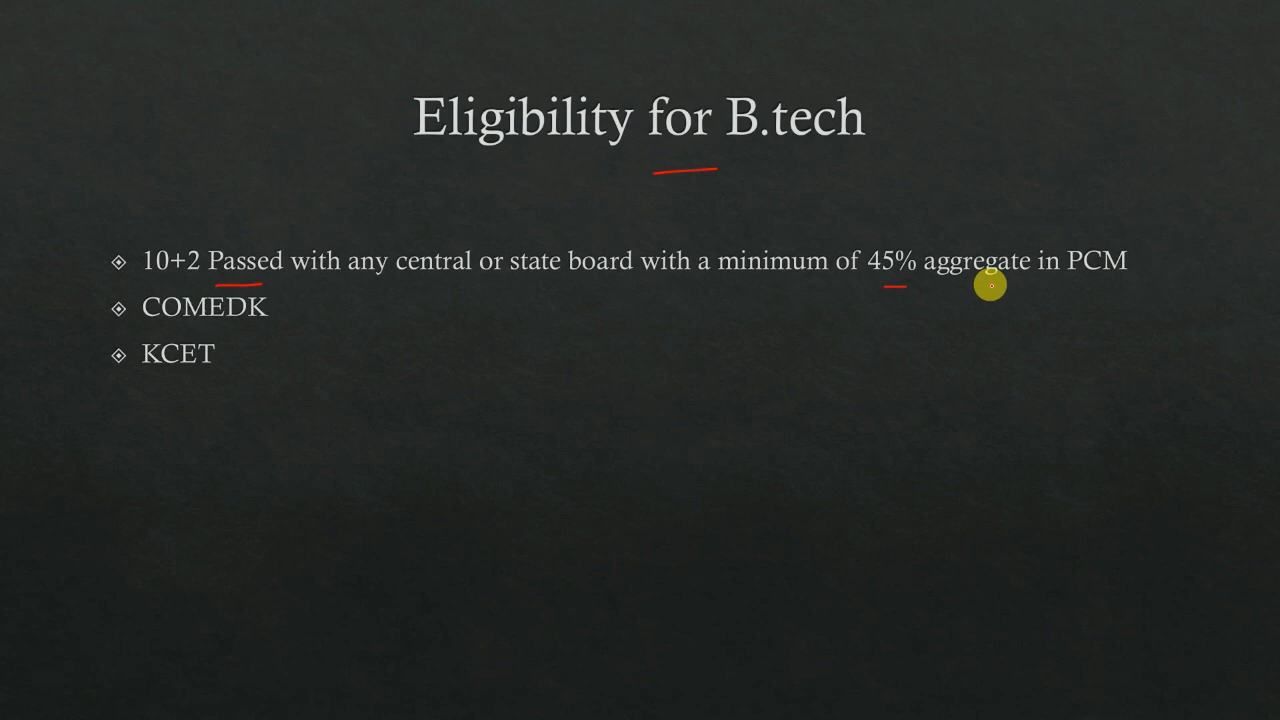 Eligibility for B.tech
10+2 Passed with any central or state board with a minimum of 45% aggregate in PCM
COMEDK
KCET